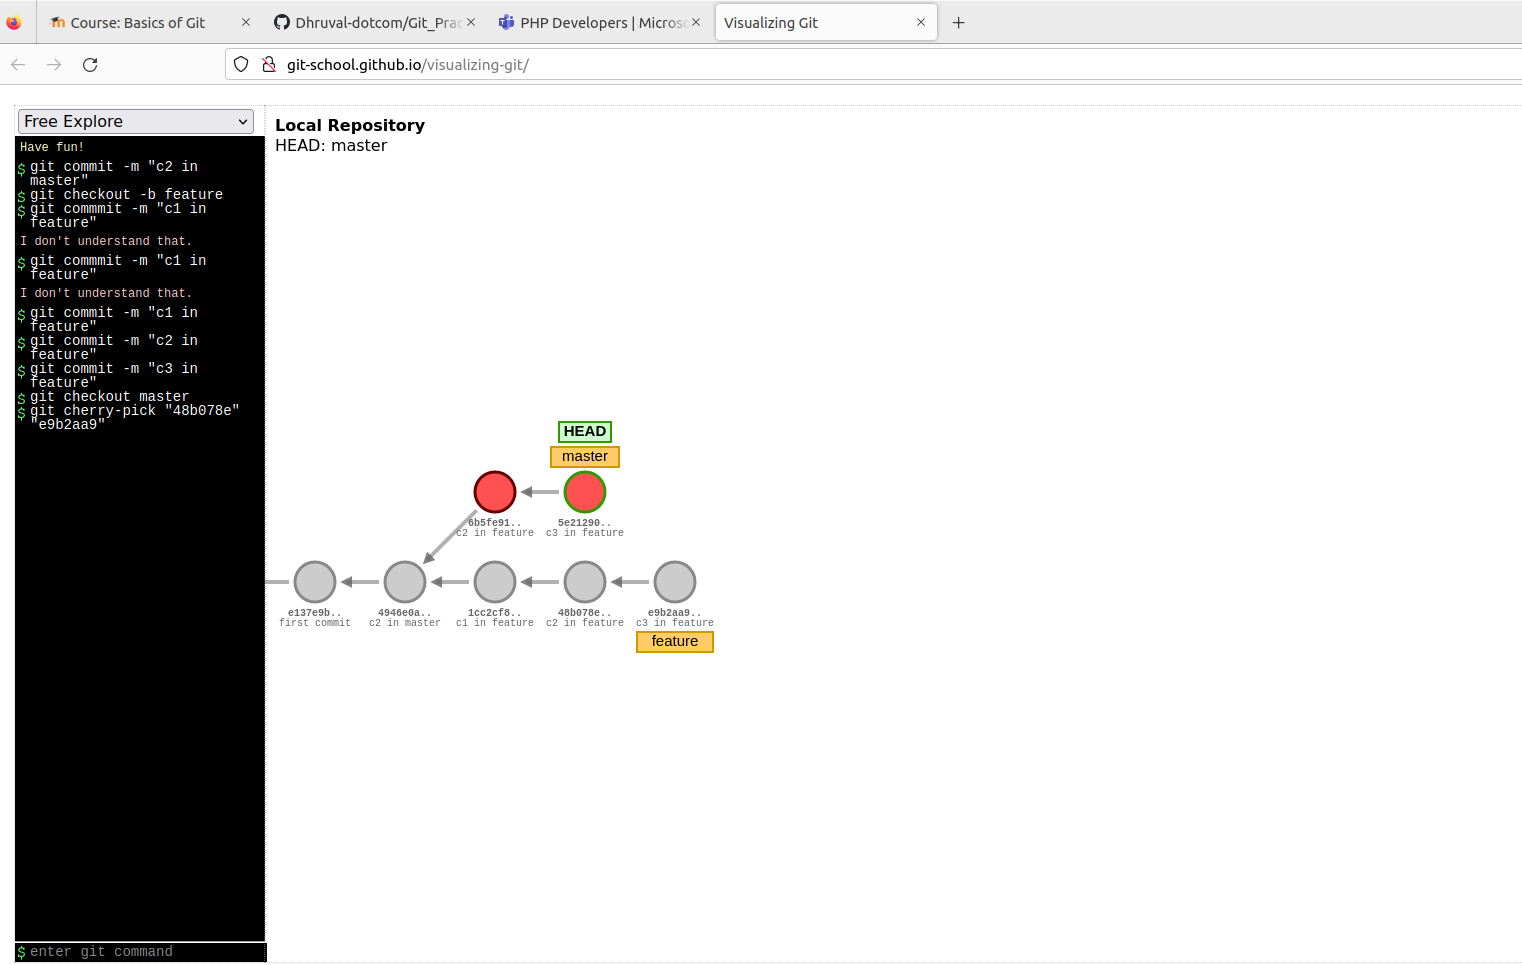 Course: Basics of Git
Dhruval-dotcom/Git_Prac
PHP Developers | Micros
Visualizing Git
git-school.github.io/visualizing-git/
Free Explore
Have fun!
$ git commit -m "c2 in
master"
$ git checkout -b feature
$ git commmit -m "c1 in
feature"
I don't understand that.
$ git commmit -m "c1 in
feature"
I don't understand that.
$ git commit -m "c1 in
feature"
$ git commit -m "c2 in
feature"
$ git commit -m "c3 in
feature"
$ git checkout master
$ git cherry-pick "48b078e"
"e9b2aa9"
$ enter git command
Local Repository
HEAD: master
HEAD
master
6b5fe91..
c2 in feature
5e21290..
c3 in feature
e137e9b..
first commit
4946e0a..
c2 in master
1cc2cf8..
c1 in feature
48b078e..
c2 in feature
e9b2aa9..
c3 in feature
feature